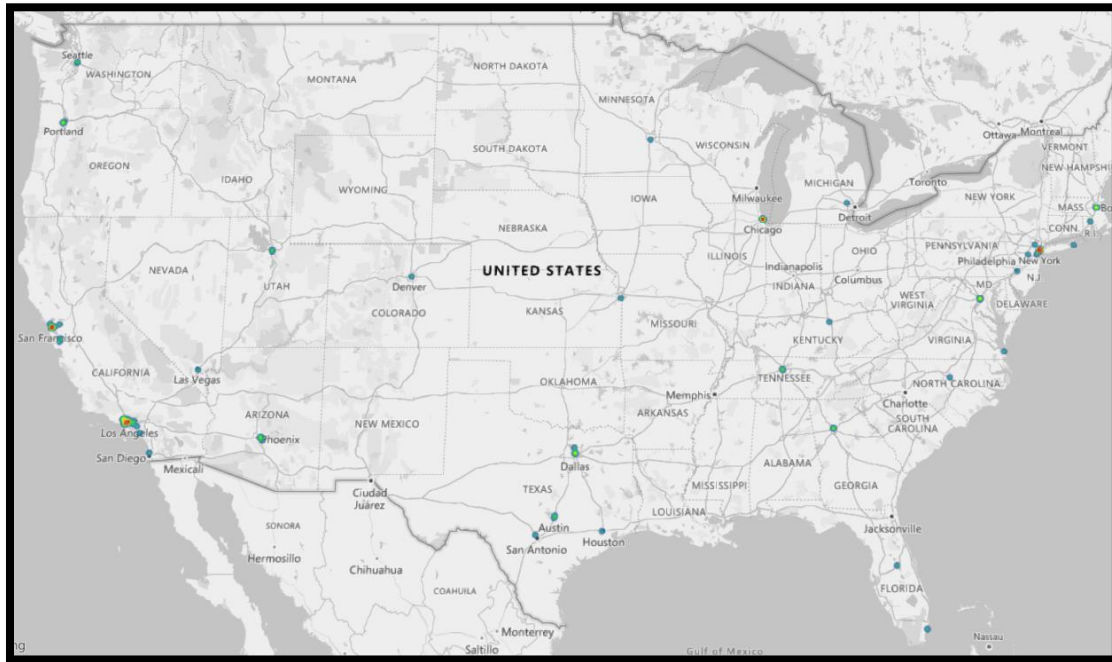 Seattle
WASHINGTON
MONTANA
NORTH DAKOTA
MINNESOTA
Ottawa
Montreal
Portland
VERMONT
SOUTH DAKOTA
WISCONSIN
NEW HAMPSHI
OREGON
IDAHO
MICHIGAN
Toronto
WYOMING
Milwaukee
NEW YORK
MASS
Bo
IOWA
Detroit
NEBRASKA
Chicago
CONN
R.I.
PENNSYLVANIA
OHIO
ILLINOIS
Philadelphia
New York
NEVADA
UNITED STATES
Indianapolis
Columbus
UTAH
Denver
INDIANA
MD
N.J.
COLORADO
KANSAS
WEST
VIRGINIA
DELAWARE
MISSOURI
San Francisco
KENTUCKY
VIRGINIA
CALIFORNIA
Las Vegas
TENNESSEE
OKLAHOMA
NORTH CAROLINA
Memphis
Charlotte
ARIZONA
ARKANSAS
NEW MEXICO
SOUTH
CAROLINA
Los Angeles
Phoenix
San Diego
Mexicali
Dallas
ALABAMA
TEXAS
MISSISSIPPI
GEORGIA
Ciudad
Juárez
LOUISIANA
SONORA
Austin
Jacksonville
Houston
San Antonio
Hermosillo
Chihuahua
FLORIDA
COAHUILA
Monterrey
Nassau
ng
Saltillo
Gulf of Mexico